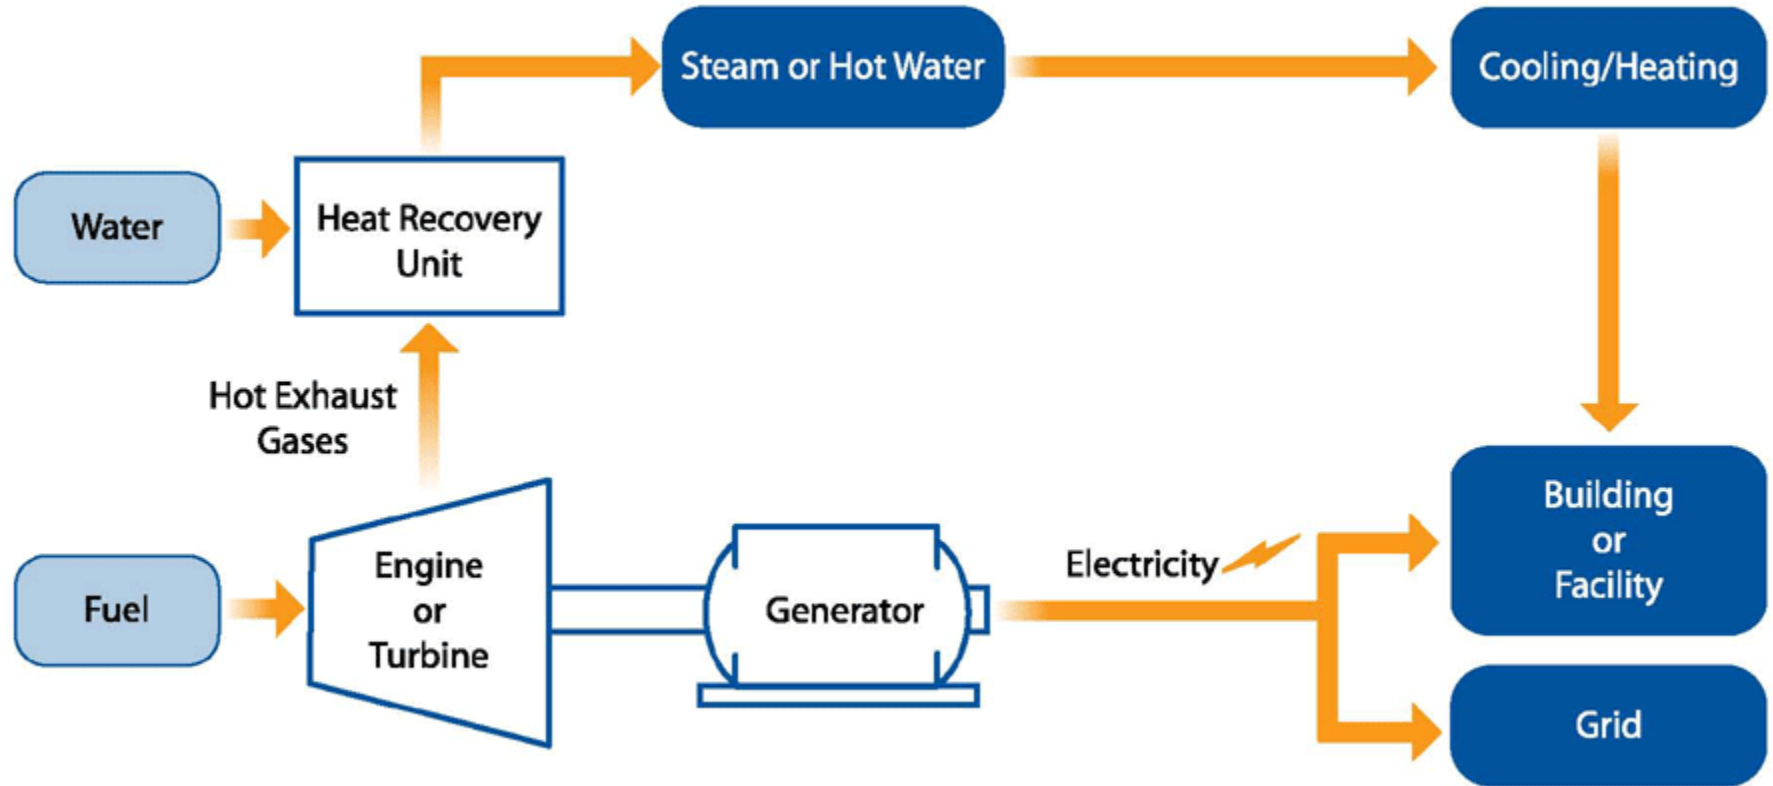 Steam or Hot Water
Cooling/Heating
Water
Heat Recovery
Unit
Hot Exhaust
Gases
Fuel
Engine
or
Turbine
Generator
Electricity
Building
or
Facility
Grid